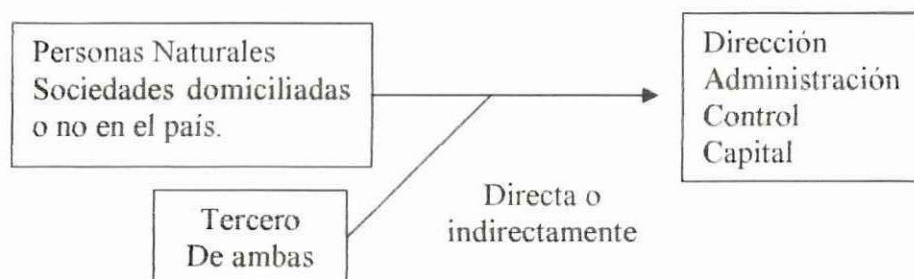 Personas Naturales
Sociedades domiciliadas
o no en el país.
Dirección
Administración
Control
Capital
Tercero
De ambas
Directa o
indirectamente